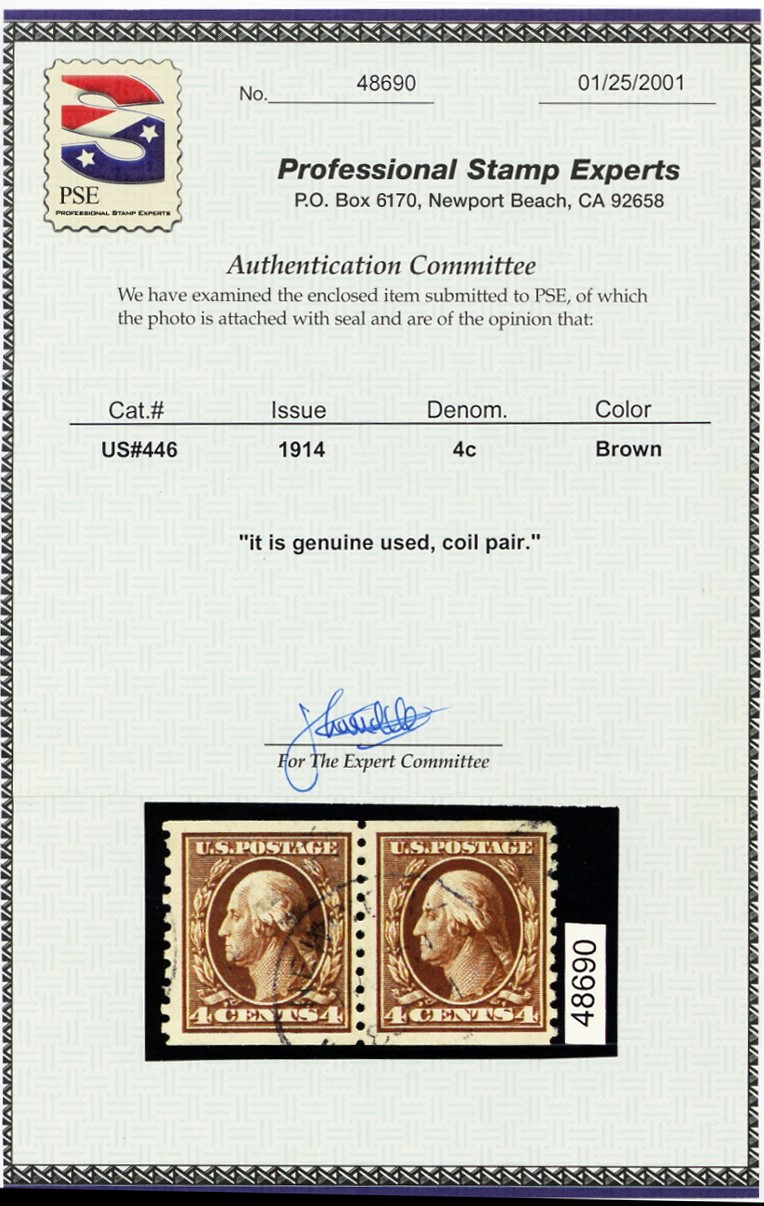 No. 48690 01/25/2001
PSE
PROFESSIONAL STAMP EXPERTS
Professional Stamp Experts
P.O. Box 6170, Newport Beach, CA 92658
Authentication Committee
We have examined the enclosed item submitted to PSE, of which
the photo is attached with seal and are of the opinion that:
Cat.# Issue Denom. Color
US#446 1914 4c Brown
"it is genuine used, coil pair."
For The Expert Committee
U.S.POSTAGE U.S.POSTAGE
4 CENTS 4 4 CENTS 4
48690